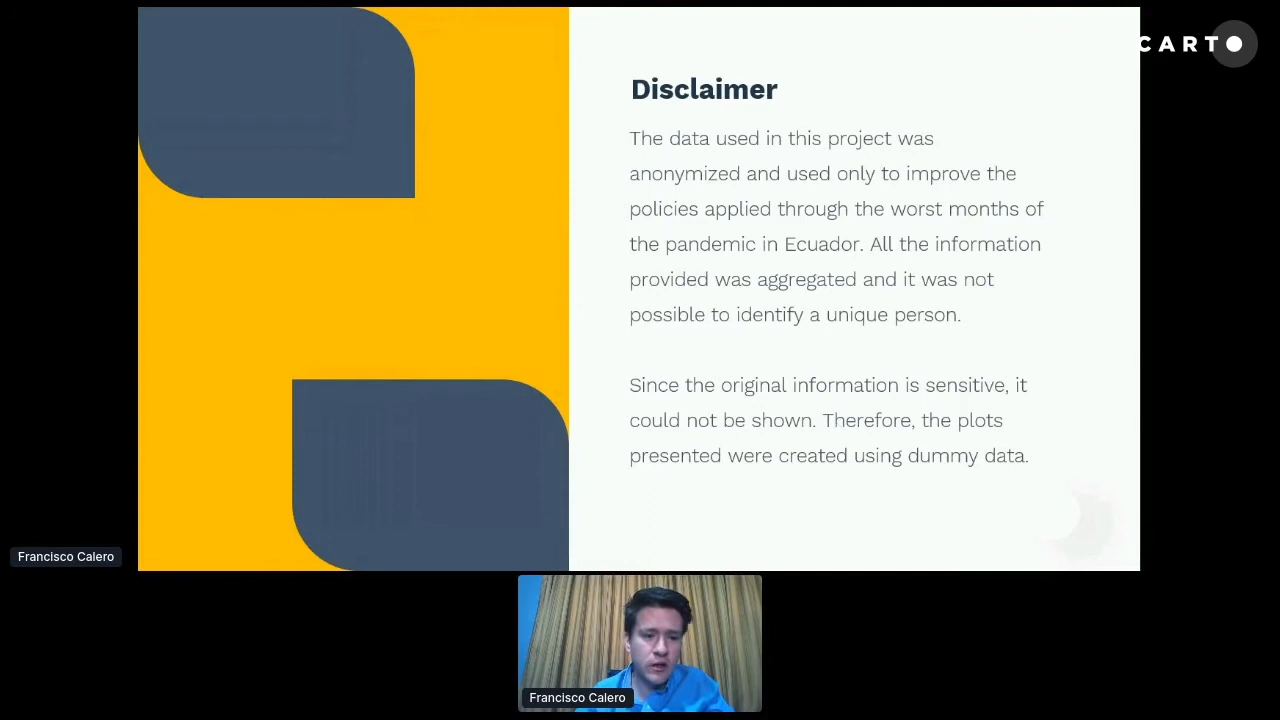 CART
Disclaimer
The data used in this project was
anonymized and used only to improve the
policies applied through the worst months of
the pandemic in Ecuador. All the information
provided was aggregated and it was not
possible to identify a unique person.
Since the original information is sensitive, it
could not be shown. Therefore, the plots
presented were created using dummy data.
Francisco Calero
Francisco Calero